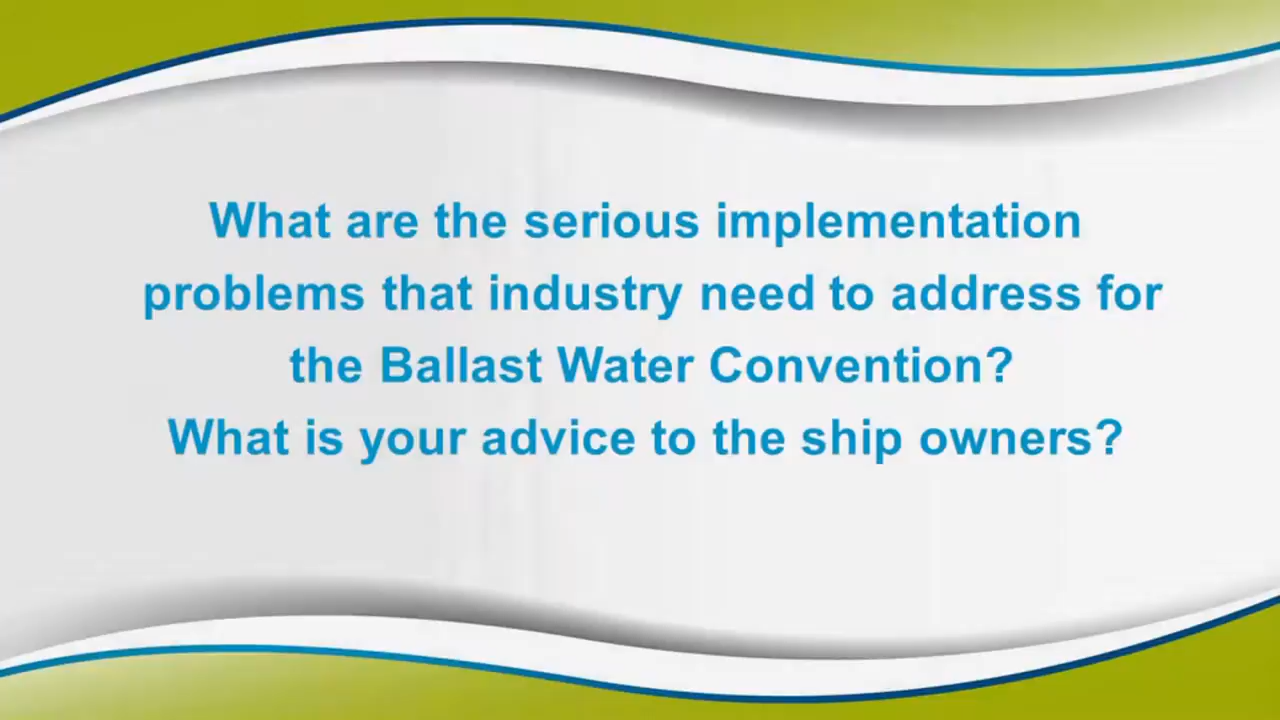 What are the serious implementation
problems that industry need to address for
the Ballast Water Convention?
What is your advice to the ship owners?